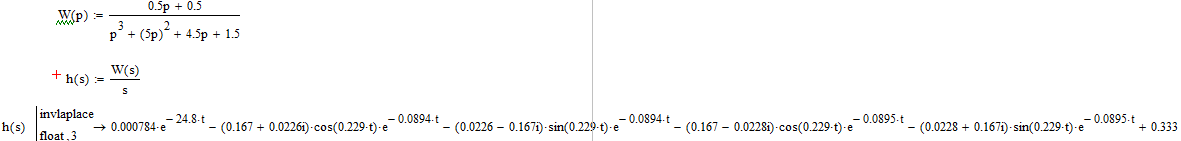 W(p) := (0.5p + 0.5) / (p^3 + (5p)^2 + 4.5p + 1.5)
+ h(s) := W(s) / s
h(s) | invlaplace float ,3 → 0.000784·e^(- 24.8·t) − (0.167 + 0.0226i)·cos(0.229·t)·e^(- 0.0894·t) − (0.0226 − 0.167i)·sin(0.229·t)·e^(- 0.0894·t) − (0.167 − 0.0228i)·cos(0.229·t)·e^(- 0.0895·t) − (0.0228 + 0.167i)·sin(0.229·t)·e^(- 0.0895·t) + 0.333